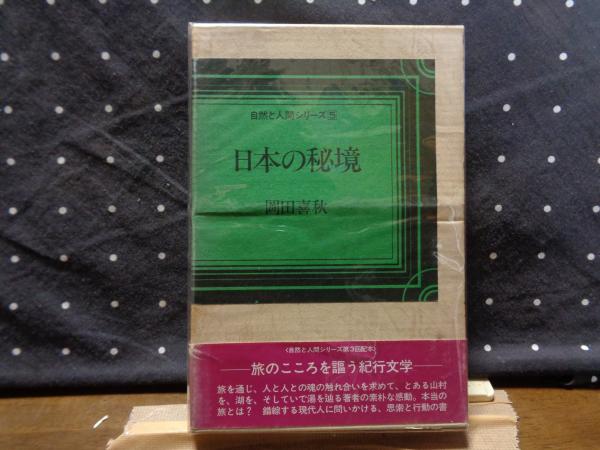 自然と人間シリーズ5
日本の秘境
岡田喜秋
〈自然と人間シリーズ第3回配本〉
旅のこころを謳う紀行文学
旅を通じ、人と人との魂の触れ合いを求めて、とある山村
を、湖を、そしていで湯を辿る著者の素朴な感動。本当の
旅とは？ 錯綜する現代人に問いかける、思索と行動の書